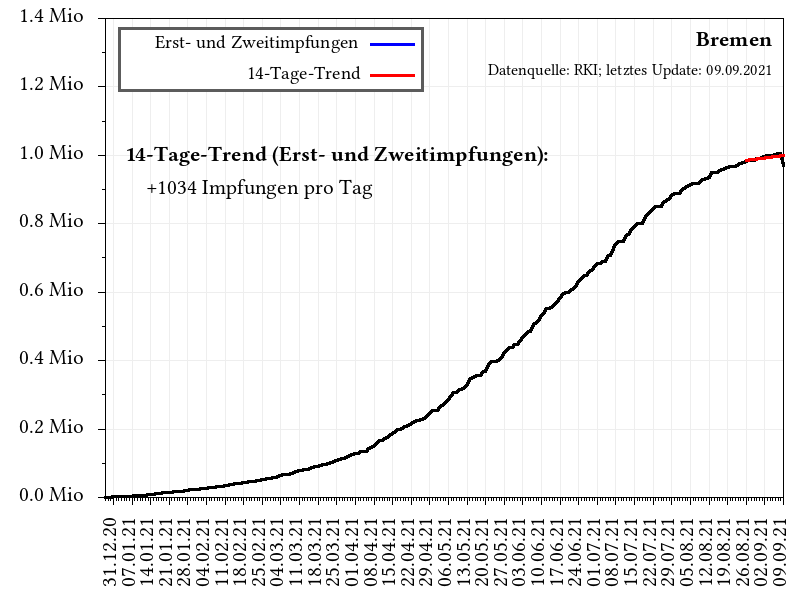 1.4 Mio
1.2 Mio
1.0 Mio
0.8 Mio
0.6 Mio
0.4 Mio
0.2 Mio
0.0 Mio
Erst- und Zweitimpfungen
14-Tage-Trend
Bremen
Datenquelle: RKI; letztes Update: 09.09.2021
14-Tage-Trend (Erst- und Zweitimpfungen):
+1034 Impfungen pro Tag
31.12.20
07.01.21
14.01.21
21.01.21
28.01.21
04.02.21
11.02.21
18.02.21
25.02.21
04.03.21
11.03.21
18.03.21
25.03.21
01.04.21
08.04.21
15.04.21
22.04.21
29.04.21
06.05.21
13.05.21
20.05.21
27.05.21
03.06.21
10.06.21
17.06.21
24.06.21
01.07.21
08.07.21
15.07.21
22.07.21
29.07.21
05.08.21
12.08.21
19.08.21
26.08.21
02.09.21
09.09.21